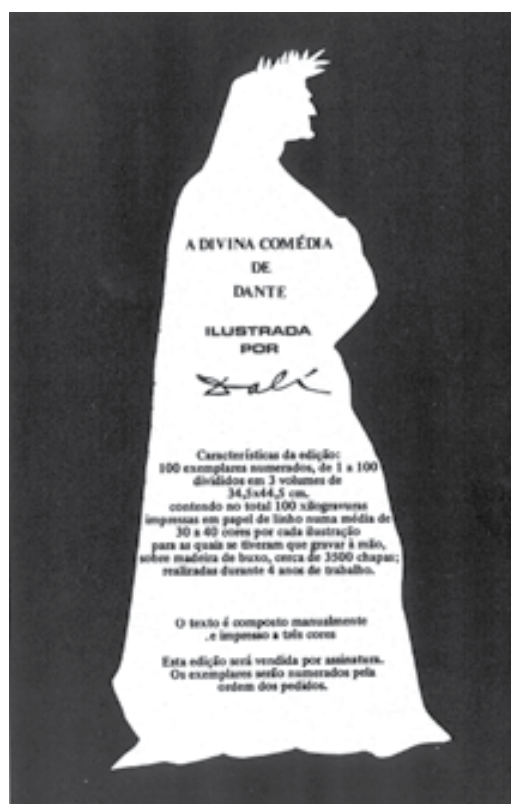 A DIVINA COMÉDIA
DE
DANTE
ILUSTRADA
POR
Dalí
Características da edição:
100 exemplares numerados, de 1 a 100
divididos em 3 volumes de
34,5x44,5 cm.
contendo no total 100 xilogravuras
impressas em papel de linho numa média de
30 a 40 cores por cada ilustração
para as quais se tiveram que gravar à mão,
sobre madeira de buxo, cerca de 3500 chapas;
realizadas durante 4 anos de trabalho.
O texto é composto manualmente
.e impresso a três cores
Esta edição será vendida por assinatura.
Os exemplares serão numerados pela
ordem dos pedidos.